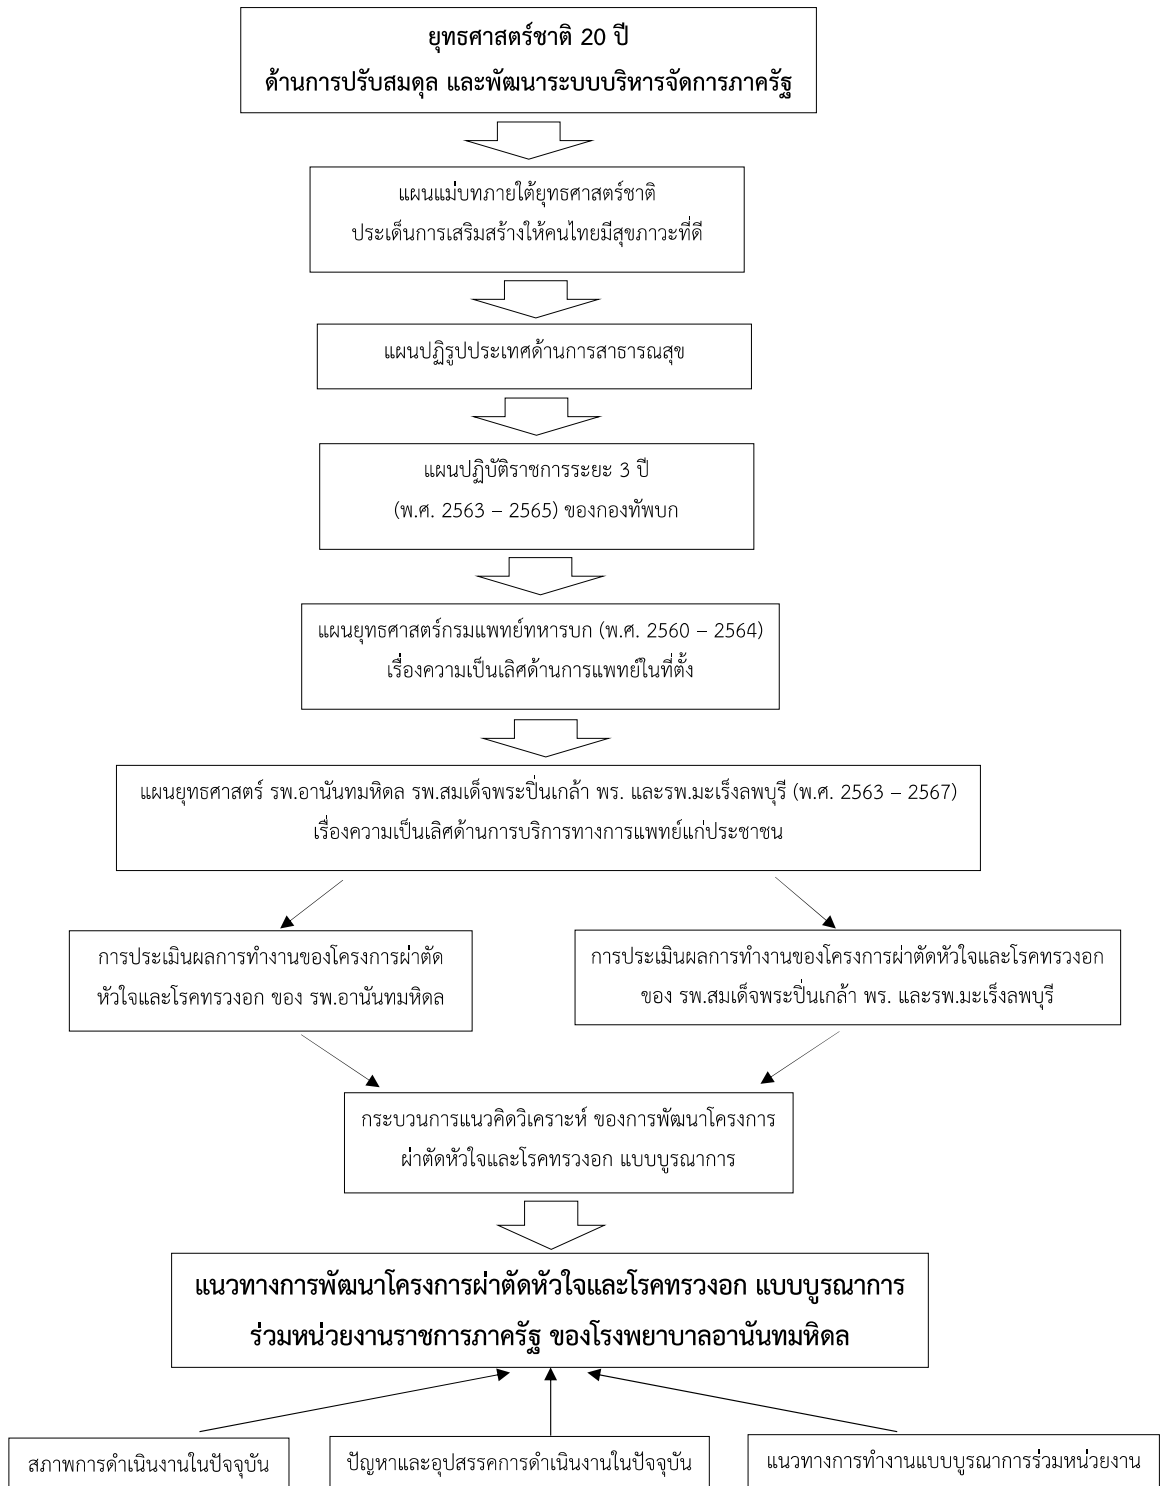 ยุทธศาสตร์ชาติ 20 ปี
ด้านการปรับสมดุล และพัฒนาระบบบริหารจัดการภาครัฐ
แผนแม่บทภายใต้ยุทธศาสตร์ชาติ
ประเด็นการเสริมสร้างให้คนไทยมีสุขภาวะที่ดี
แผนปฏิรูปประเทศด้านการสาธารณสุข
แผนปฏิบัติราชการระยะ 3 ปี
(พ.ศ. 2563 – 2565) ของกองทัพบก
แผนยุทธศาสตร์กรมแพทย์ทหารบก (พ.ศ. 2560 – 2564)
เรื่องความเป็นเลิศด้านการแพทย์ในที่ตั้ง
แผนยุทธศาสตร์ รพ.อานันทมหิดล รพ.สมเด็จพระปิ่นเกล้า พร. และรพ.มะเร็งลพบุรี (พ.ศ. 2563 – 2567)
เรื่องความเป็นเลิศด้านการบริการทางการแพทย์แก่ประชาชน
การประเมินผลการทำงานของโครงการผ่าตัด
หัวใจและโรคทรวงอก ของ รพ.อานันทมหิดล
การประเมินผลการทำงานของโครงการผ่าตัดหัวใจและโรคทรวงอก
ของ รพ.สมเด็จพระปิ่นเกล้า พร. และรพ.มะเร็งลพบุรี
กระบวนการแนวคิดวิเคราะห์ ของการพัฒนาโครงการ
ผ่าตัดหัวใจและโรคทรวงอก แบบบูรณาการ
แนวทางการพัฒนาโครงการผ่าตัดหัวใจและโรคทรวงอก แบบบูรณาการ
ร่วมหน่วยงานราชการภาครัฐ ของโรงพยาบาลอานันทมหิดล
สภาพการดำเนินงานในปัจจุบัน
ปัญหาและอุปสรรคการดำเนินงานในปัจจุบัน
แนวทางการทำงานแบบบูรณาการร่วมหน่วยงาน